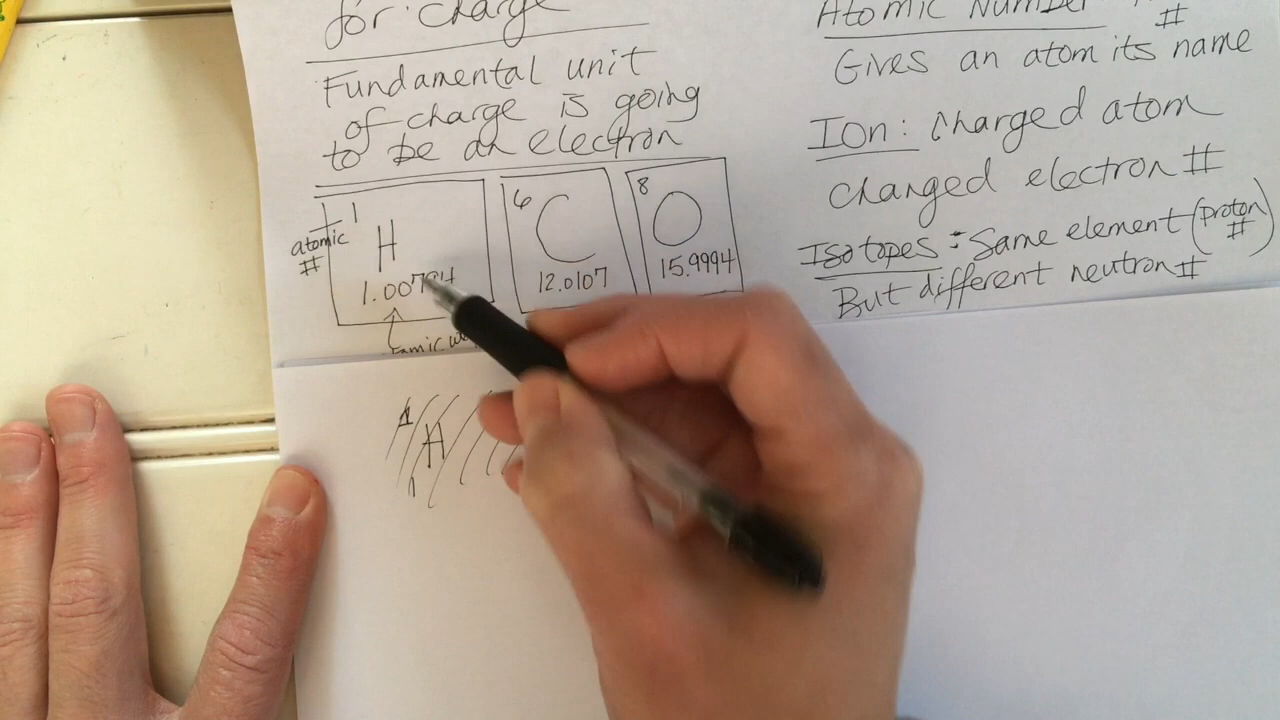 for charge
Fundamental unit
of charge is going
to be an electron
1
H
1.00794
atomic
#
6
C
12.0107
8
O
15.9994
Atomic Number
#
Gives an atom its name
Ion: Charged atom
changed electron #
Isotopes: Same element (proton
#)
But different neutron #
H